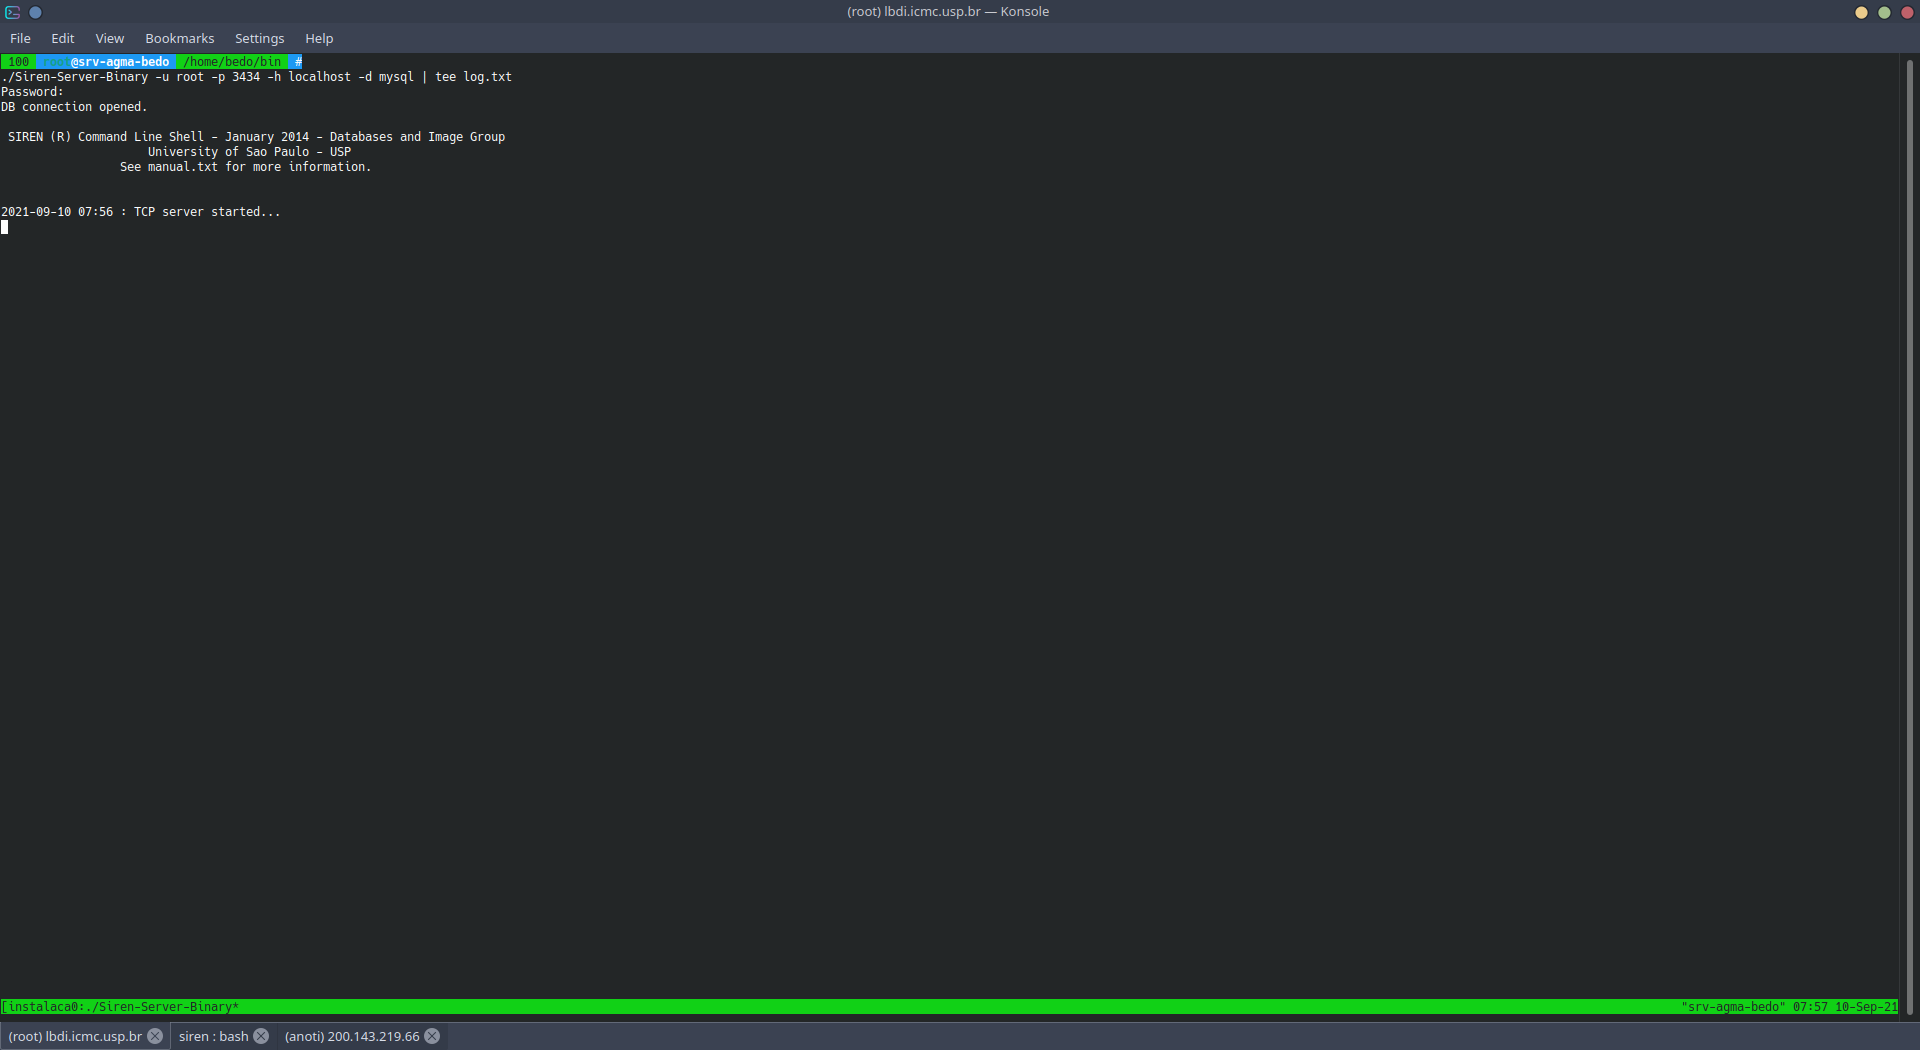 (root) lbdi.icmc.usp.br — Konsole
File Edit View Bookmarks Settings Help
100 root@srv-agma-bedo /home/bedo/bin #
./Siren-Server-Binary -u root -p 3434 -h localhost -d mysql | tee log.txt
Password:
DB connection opened.
SIREN (R) Command Line Shell - January 2014 - Databases and Image Group
University of Sao Paulo - USP
See manual.txt for more information.
2021-09-10 07:56 : TCP server started...
[instalaca0:./Siren-Server-Binary* "srv-agma-bedo" 07:57 10-Sep-21
(root) lbdi.icmc.usp.br siren : bash (anoti) 200.143.219.66